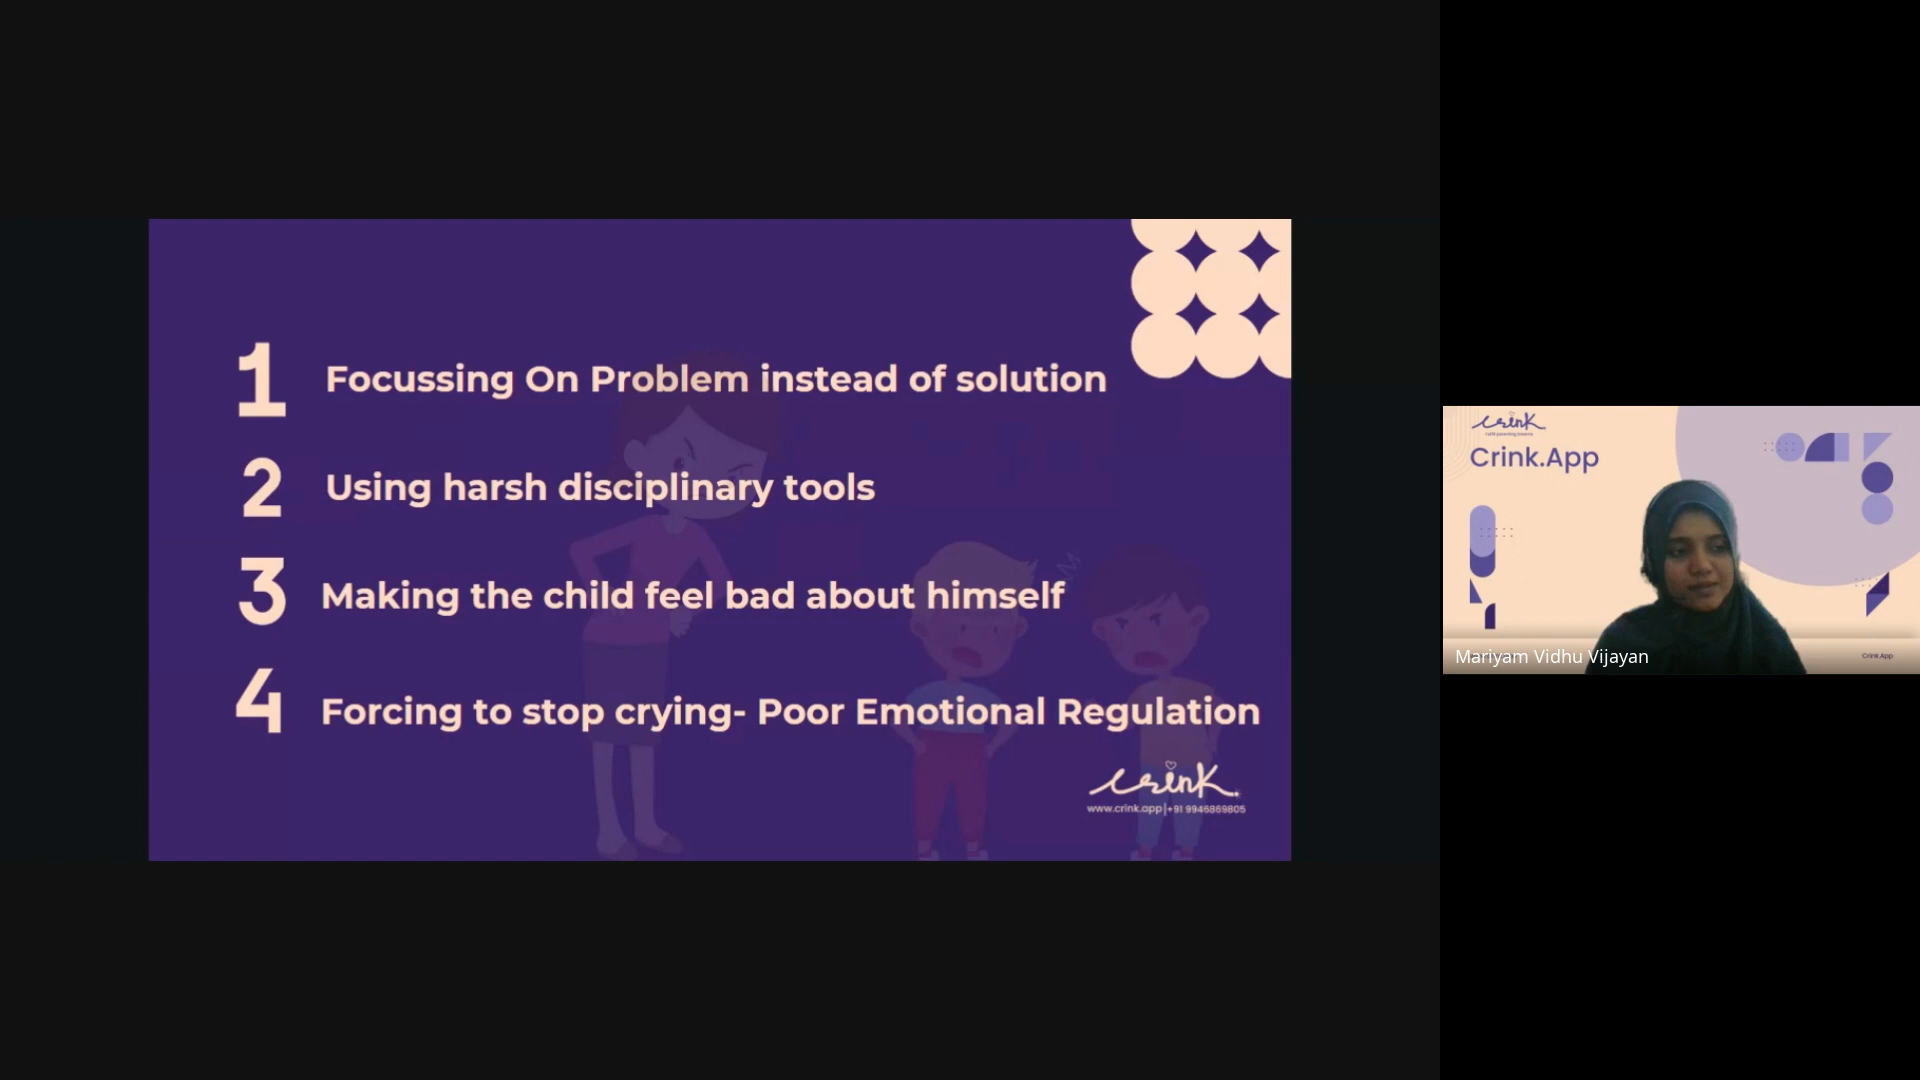 1 Focussing On Problem instead of solution
2 Using harsh disciplinary tools
3 Making the child feel bad about himself
4 Forcing to stop crying- Poor Emotional Regulation
crink.
www.crink.app|+91 9946869805
crink
Crink.App
Mariyam Vidhu Vijayan
Crink.App